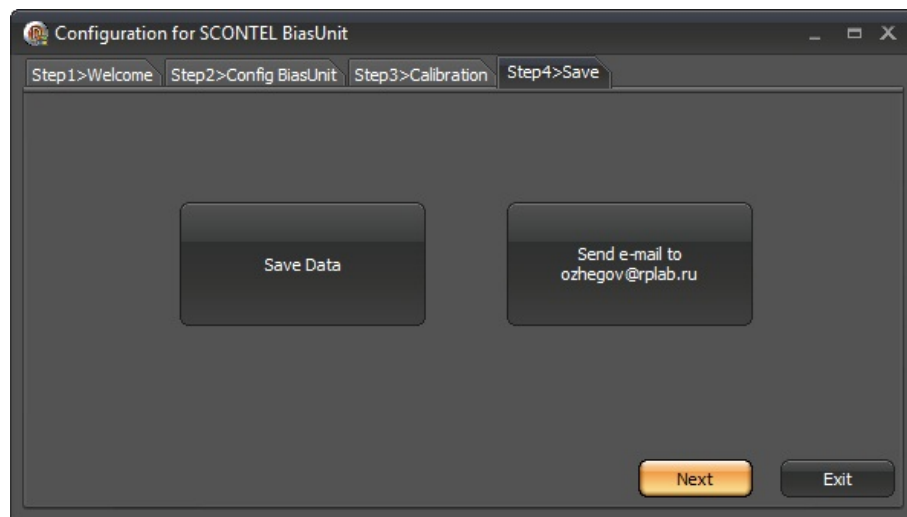 Configuration for SCONTEL BiasUnit
Step1>Welcome Step2>Config BiasUnit Step3>Calibration Step4>Save
Save Data
Send e-mail to
ozhegov@rplab.ru
Next Exit